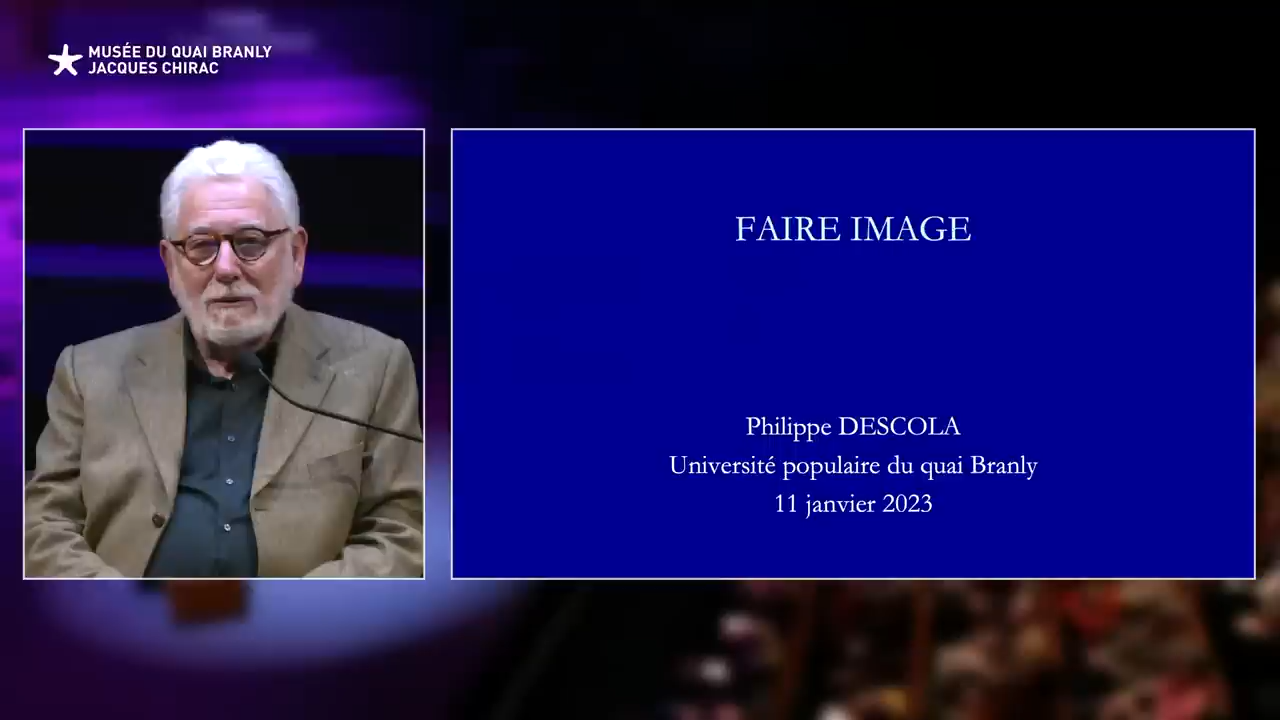 MUSÉE DU QUAI BRANLY
JACQUES CHIRAC
FAIRE IMAGE
Philippe DESCOLA
Université populaire du quai Branly
11 janvier 2023